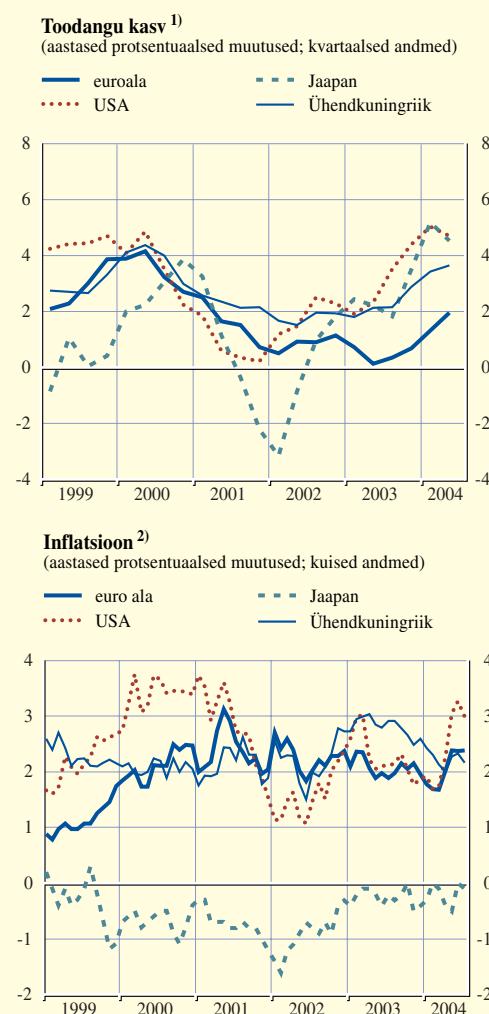 Toodangu kasv 1)
(aastased protsentuaalsed muutused; kvartaalsed andmed)
euroala
Jaapan
USA
Ühendkuningriik
8 8
6 6
4 4
2 2
0 0
-2 -2
-4 -4
1999 2000 2001 2002 2003 2004
Inflatsioon 2)
(aastased protsentuaalsed muutused; kuised andmed)
euro ala
Jaapan
USA
Ühendkuningriik
4 4
3 3
2 2
1 1
0 0
-1 -1
-2 -2
1999 2000 2001 2002 2003 2004